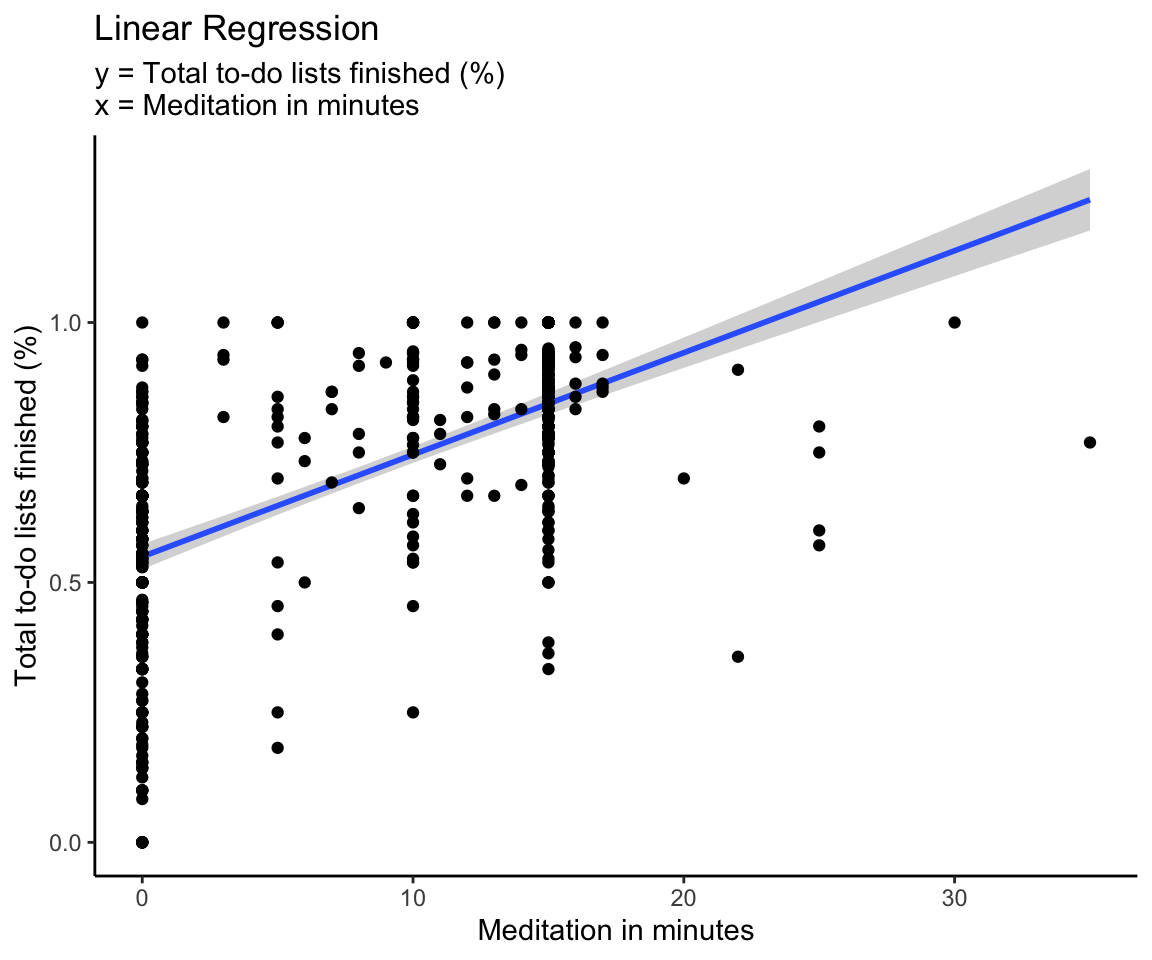 Linear Regression
y = Total to-do lists finished (%)
x = Meditation in minutes
Total to-do lists finished (%)
1.0
0.5
0.0
0
10
20
30
Meditation in minutes